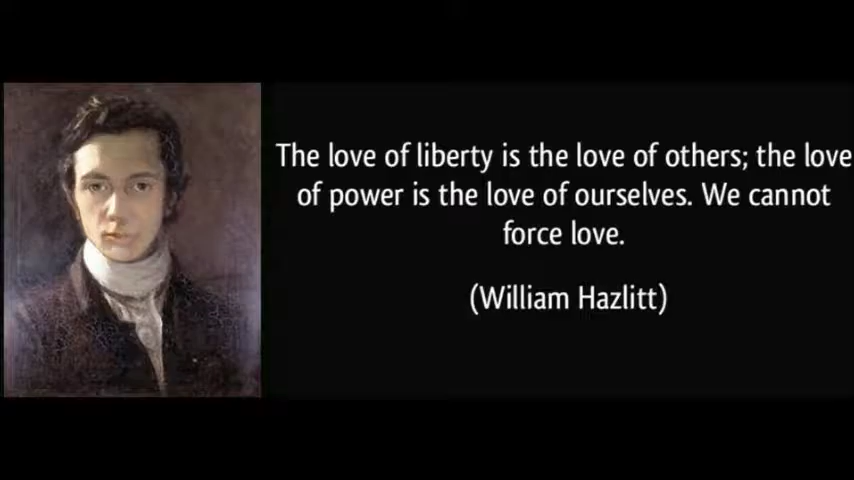 The love of liberty is the love of others; the love
of power is the love of ourselves. We cannot
force love.
(William Hazlitt)